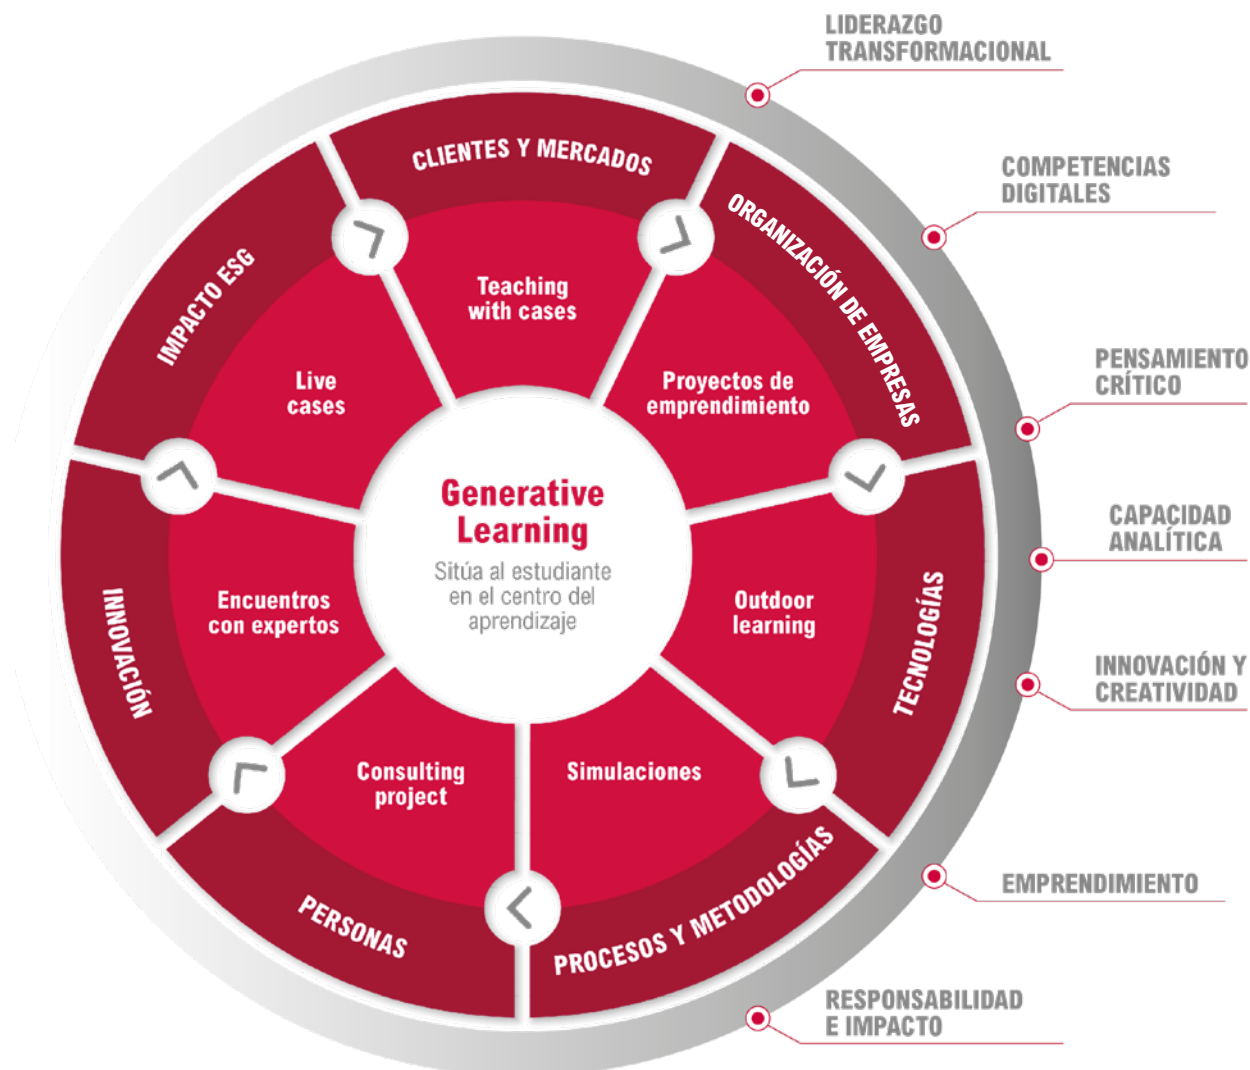 LIDERAZGO
TRANSFORMACIONAL
COMPETENCIAS
DIGITALES
PENSAMIENTO
CRÍTICO
CAPACIDAD
ANALÍTICA
INNOVACIÓN Y
CREATIVIDAD
EMPRENDIMIENTO
RESPONSABILIDAD
E IMPACTO
CLIENTES Y MERCADOS
ORGANIZACIÓN DE EMPRESAS
TECNOLOGÍAS
PROCESOS Y METODOLOGÍAS
PERSONAS
INNOVACIÓN
IMPACTO ESG
Teaching
with cases
Proyectos de
emprendimiento
Outdoor
learning
Simulaciones
Consulting
project
Encuentros
con expertos
Live
cases
Generative
Learning
Sitúa al estudiante
en el centro del
aprendizaje